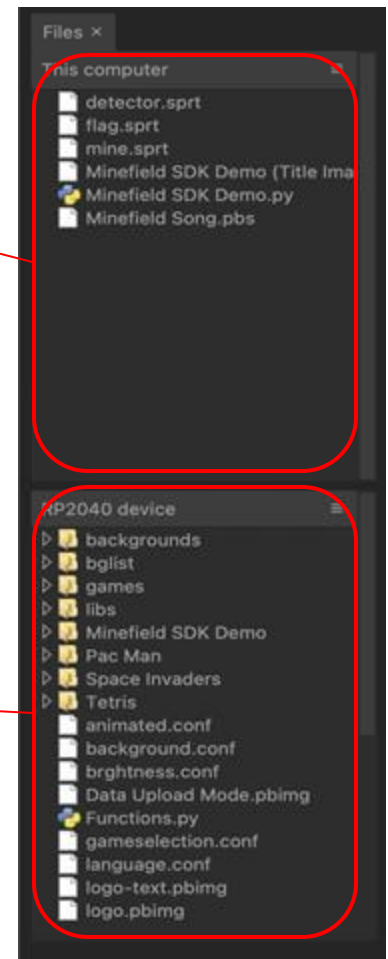 Files ×
This computer
detector.sprt
flag.sprt
mine.sprt
Minefield SDK Demo (Title Ima
Minefield SDK Demo.py
Minefield Song.pbs
RP2040 device
backgrounds
bglist
games
libs
Minefield SDK Demo
Pac Man
Space Invaders
Tetris
animated.conf
background.conf
brghtness.conf
Data Upload Mode.pbimg
Functions.py
gameselection.conf
language.conf
logo-text.pbimg
logo.pbimg